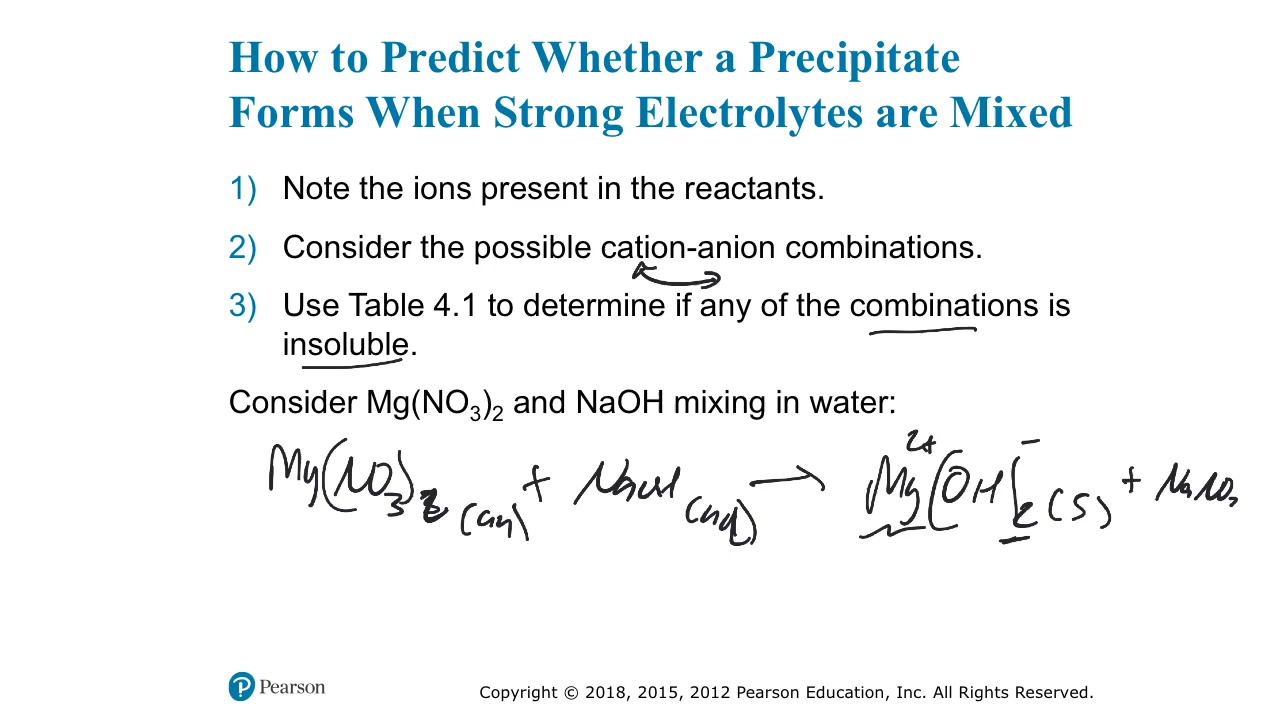 How to Predict Whether a Precipitate
Forms When Strong Electrolytes are Mixed
1) Note the ions present in the reactants.
2) Consider the possible cation-anion combinations.
3) Use Table 4.1 to determine if any of the combinations is
insoluble.
Consider Mg(NO₃)₂ and NaOH mixing in water:
Mg(NO₃)₂ (aq) + NaOH (aq) → Mg²⁺(OH)⁻₂ (s) + NaNO₃
Pearson
Copyright © 2018, 2015, 2012 Pearson Education, Inc. All Rights Reserved.